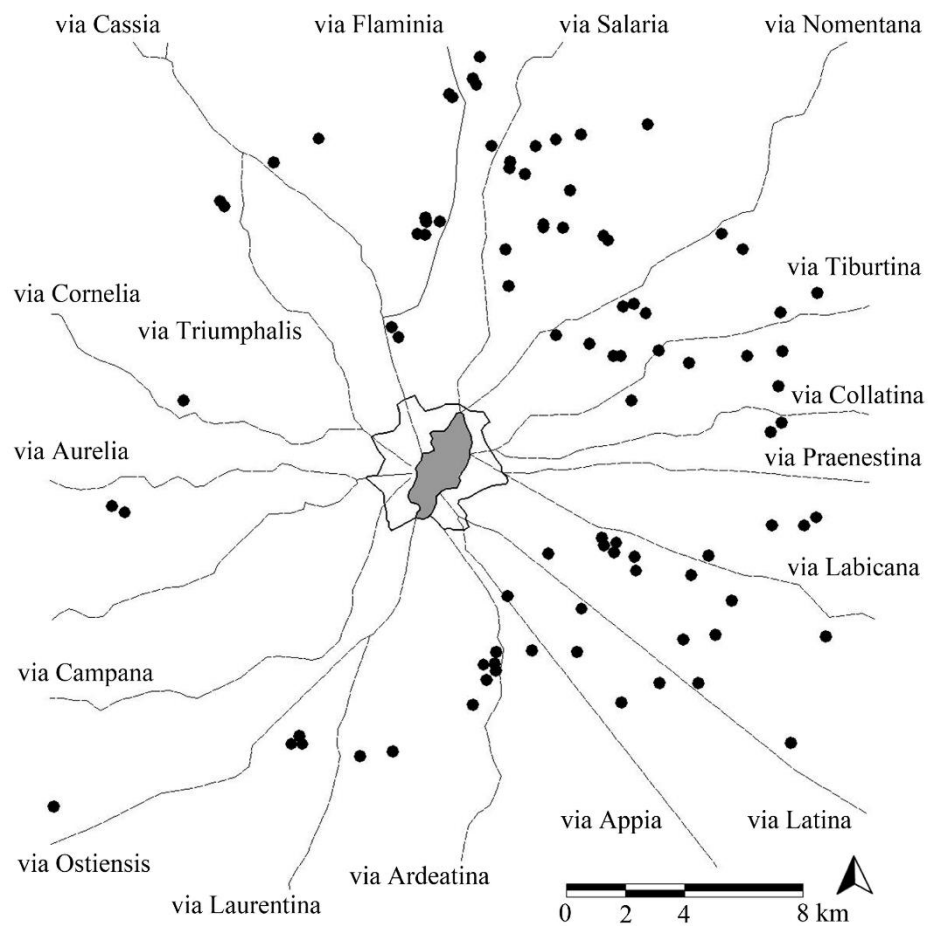 via Cassia
via Flaminia
via Salaria
via Nomentana
via Tiburtina
via Cornelia
via Triumphalis
via Collatina
via Aurelia
via Praenestina
via Labicana
via Campana
via Appia
via Latina
via Ostiensis
via Ardeatina
via Laurentina
0 2 4 8 km